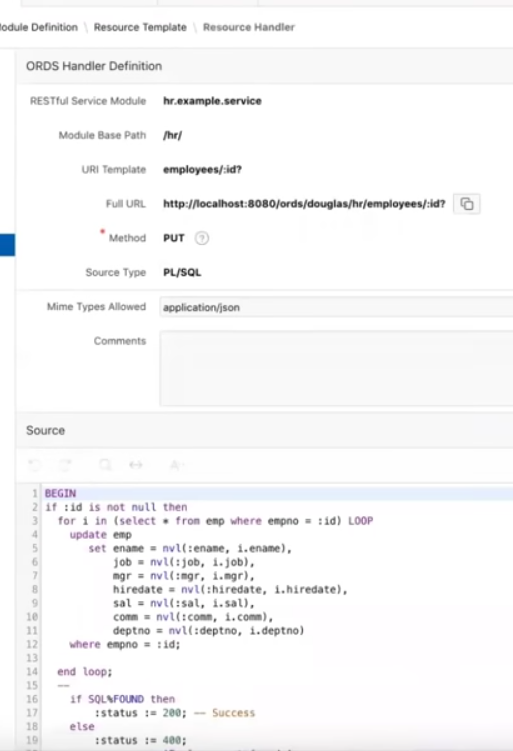 Module Definition \ Resource Template \ Resource Handler
ORDS Handler Definition
RESTful Service Module hr.example.service
Module Base Path /hr/
URI Template employees/:id?
Full URL http://localhost:8080/ords/douglas/hr/employees/:id?
* Method PUT ?
Source Type PL/SQL
Mime Types Allowed application/json
Comments
Source
1 BEGIN
2 if :id is not null then
3 for i in (select * from emp where empno = :id) LOOP
4 update emp
5 set ename = nvl(:ename, i.ename),
6 job = nvl(:job, i.job),
7 mgr = nvl(:mgr, i.mgr),
8 hiredate = nvl(:hiredate, i.hiredate),
9 sal = nvl(:sal, i.sal),
10 comm = nvl(:comm, i.comm),
11 deptno = nvl(:deptno, i.deptno)
12 where empno = :id;
13
14 end loop;
15 --
16 if SQL%FOUND then
17 :status := 200; -- Success
18 else
19 :status := 400;